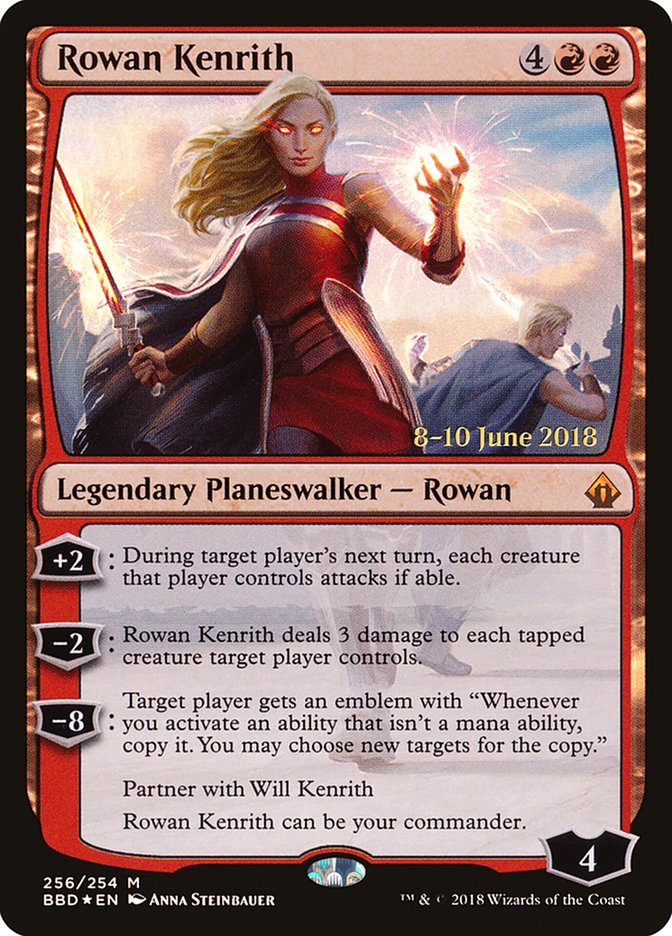 Rowan Kenrith 4
8–10 June 2018
Legendary Planeswalker — Rowan
+2 : During target player's next turn, each creature
that player controls attacks if able.
−2 : Rowan Kenrith deals 3 damage to each tapped
creature target player controls.
−8 : Target player gets an emblem with “Whenever
you activate an ability that isn't a mana ability,
copy it. You may choose new targets for the copy.”
Partner with Will Kenrith
Rowan Kenrith can be your commander.
4
256/254 M
BBD★EN Anna Steinbauer
™ & © 2018 Wizards of the Coast